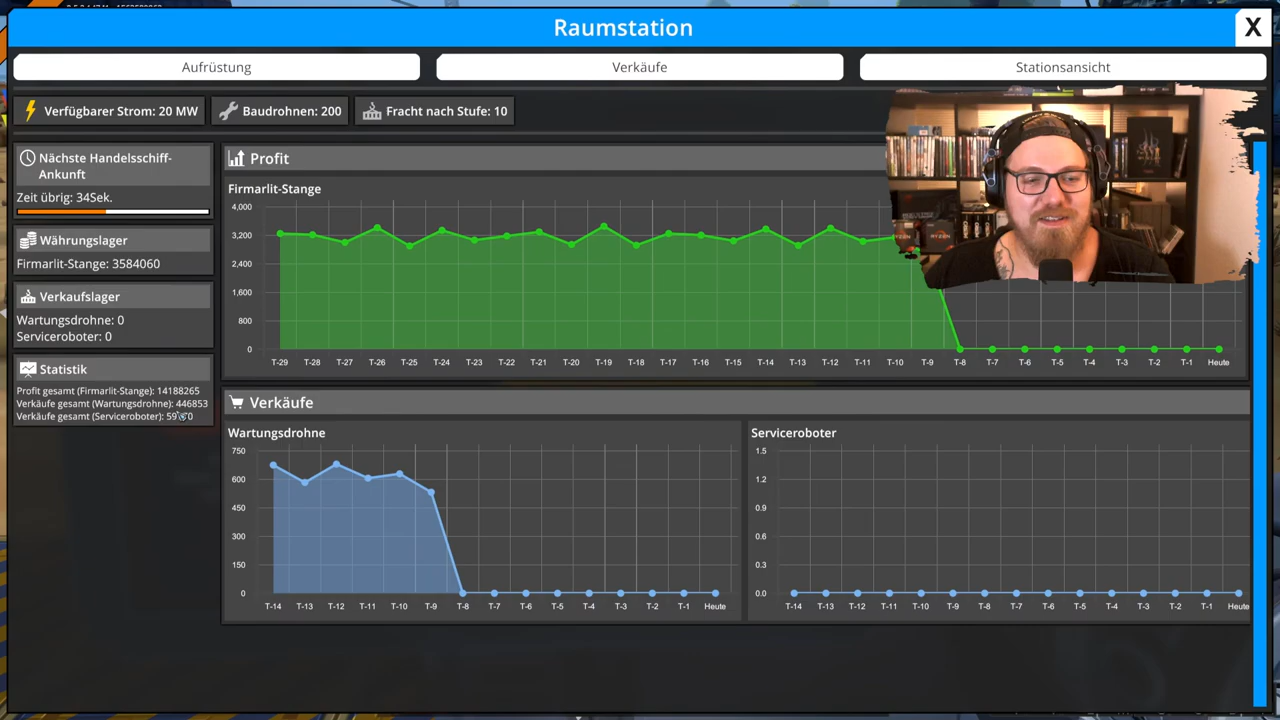 Raumstation
X
Aufrüstung
Verkäufe
Stationsansicht
Verfügbarer Strom: 20 MW
Baudrohnen: 200
Fracht nach Stufe: 10
Nächste Handelsschiff-
Ankunft
Zeit übrig: 34Sek.
Währungslager
Firmarlit-Stange: 3584060
Verkaufslager
Wartungsdrohne: 0
Serviceroboter: 0
Statistik
Profit gesamt (Firmarlit-Stange): 14188265
Verkäufe gesamt (Wartungsdrohne): 446853
Verkäufe gesamt (Serviceroboter):
Profit
Firmarlit-Stange
4,000
3,200
2,400
1,600
800
0
T-29 T-28 T-27 T-26 T-25 T-24 T-23 T-22 T-21 T-20 T-19 T-18 T-17 T-16 T-15 T-14 T-13 T-12 T-11 T-10 T-9 T-8 T-7 T-6 T-5 T-4 T-3 T-2 T-1 Heute
Verkäufe
Wartungsdrohne
750
600
450
300
150
0
T-14 T-13 T-12 T-11 T-10 T-9 T-8 T-7 T-6 T-5 T-4 T-3 T-2 T-1 Heute
Serviceroboter
1.5
1.2
0.9
0.6
0.3
0.0
T-14 T-13 T-12 T-11 T-10 T-9 T-8 T-7 T-6 T-5 T-4 T-3 T-2 T-1 Heute